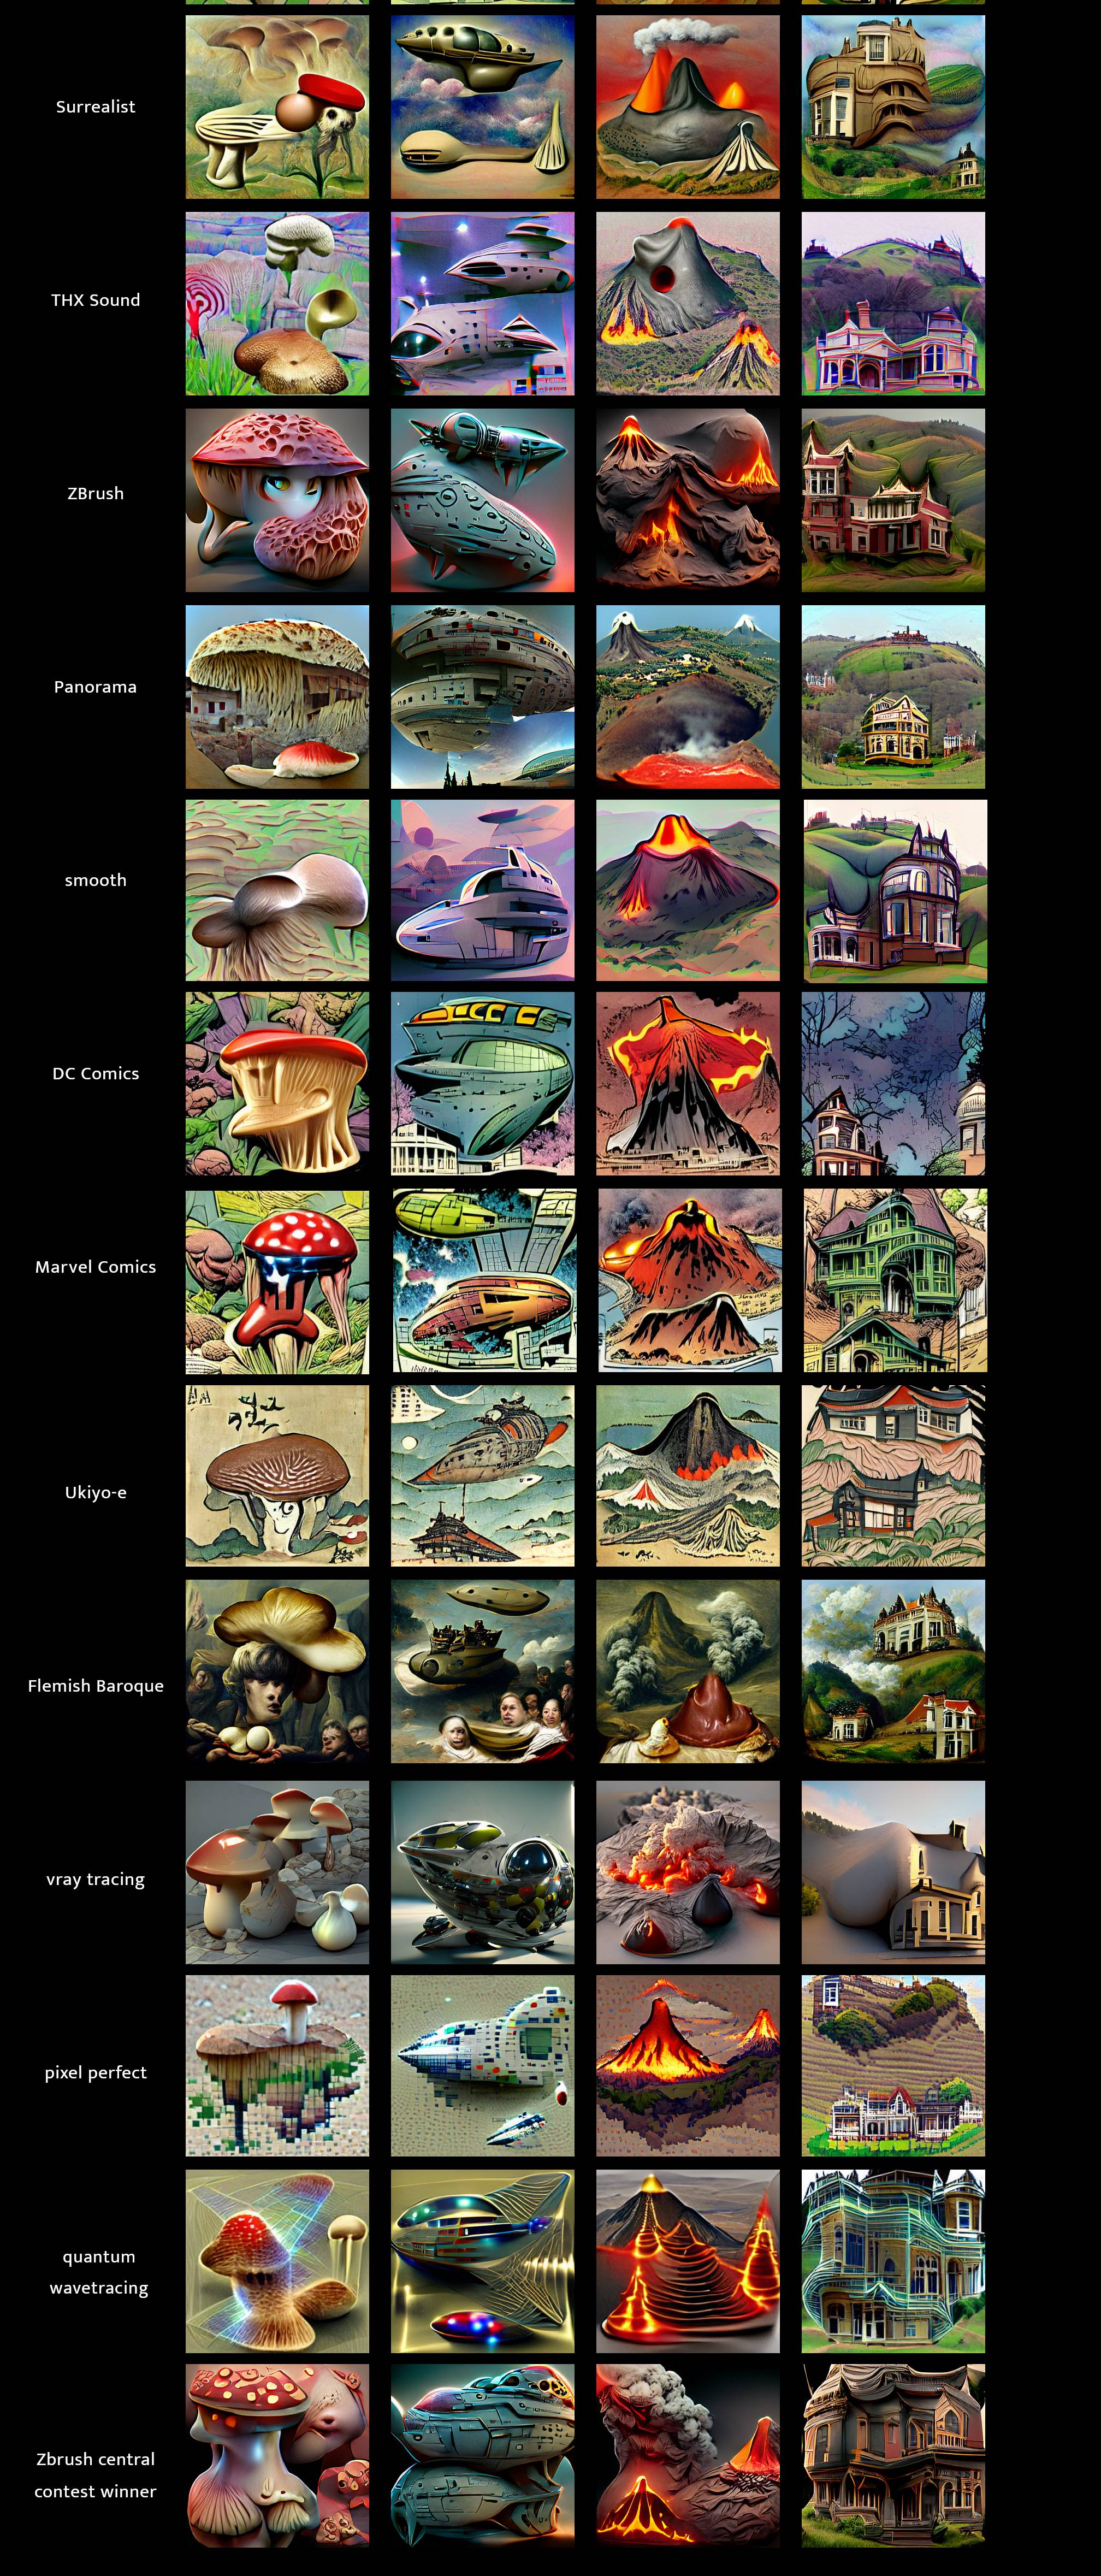 Surrealist
THX Sound
ZBrush
Panorama
smooth
DC Comics
Marvel Comics
Ukiyo-e
Flemish Baroque
vray tracing
pixel perfect
quantum
wavetracing
Zbrush central
contest winner